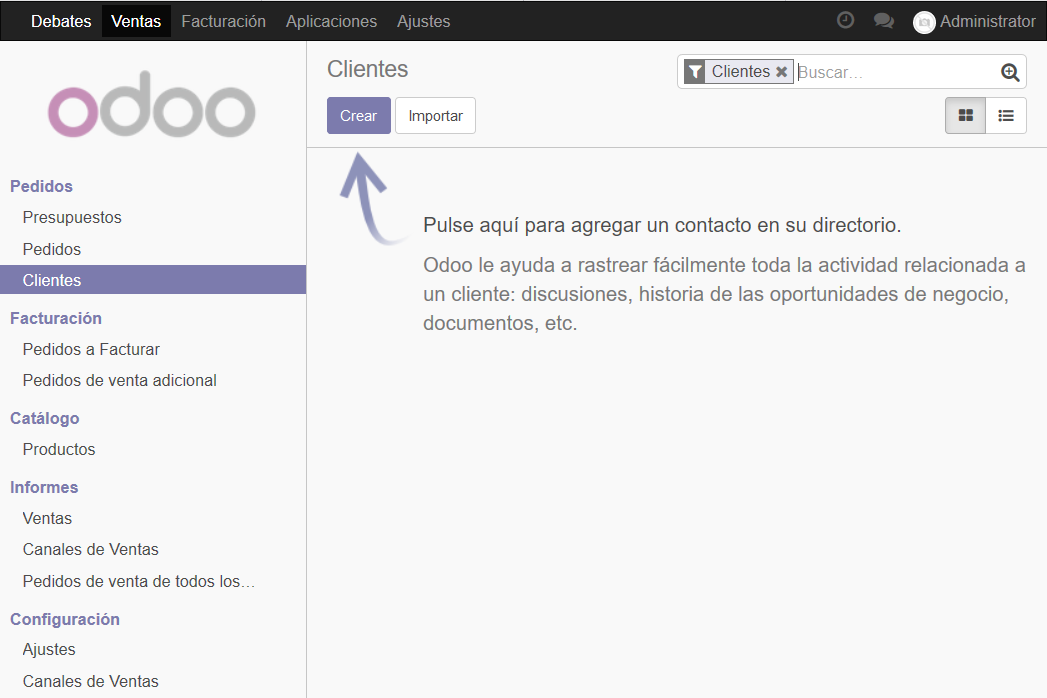 Debates Ventas Facturación Aplicaciones Ajustes Administrator
odoo
Pedidos
Presupuestos
Pedidos
Clientes
Facturación
Pedidos a Facturar
Pedidos de venta adicional
Catálogo
Productos
Informes
Ventas
Canales de Ventas
Pedidos de venta de todos los…
Configuración
Ajustes
Canales de Ventas
Clientes
Clientes Buscar...
Crear Importar
Pulse aquí para agregar un contacto en su directorio.
Odoo le ayuda a rastrear fácilmente toda la actividad relacionada a
un cliente: discusiones, historia de las oportunidades de negocio,
documentos, etc.